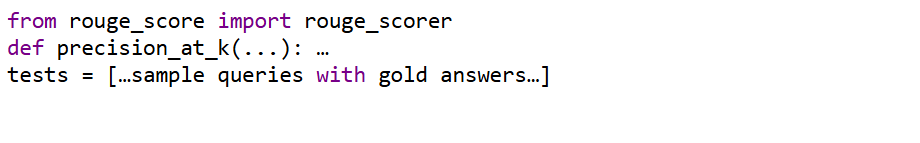 from rouge_score import rouge_scorer
def precision_at_k(...): …
tests = […sample queries with gold answers…]